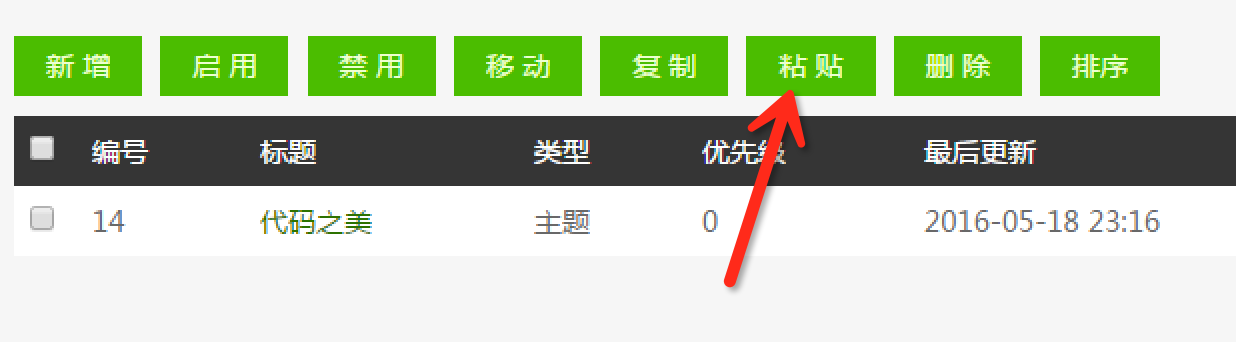 新 增 启 用 禁 用 移 动 复 制 粘 贴 删 除 排序
编号 标题 类型 优先级 最后更新
14 代码之美 主题 0 2016-05-18 23:16